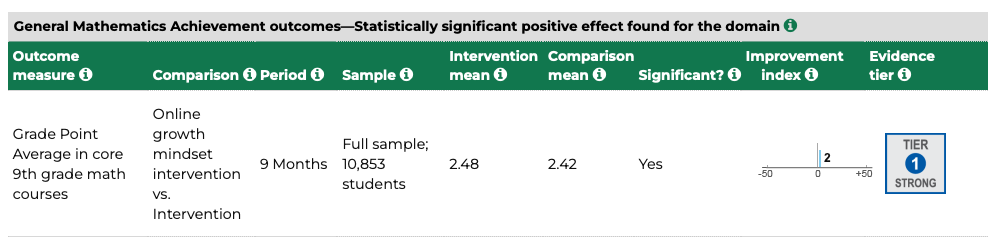 General Mathematics Achievement outcomes—Statistically significant positive effect found for the domain
Outcome measure Comparison Period Sample Intervention mean Comparison mean Significant? Improvement index Evidence tier
Grade Point
Average in core
9th grade math
courses
Online
growth
mindset
intervention
vs.
Intervention
9 Months
Full sample;
10,853
students
2.48
2.42
Yes
2
-50 0 +50
TIER
1
STRONG